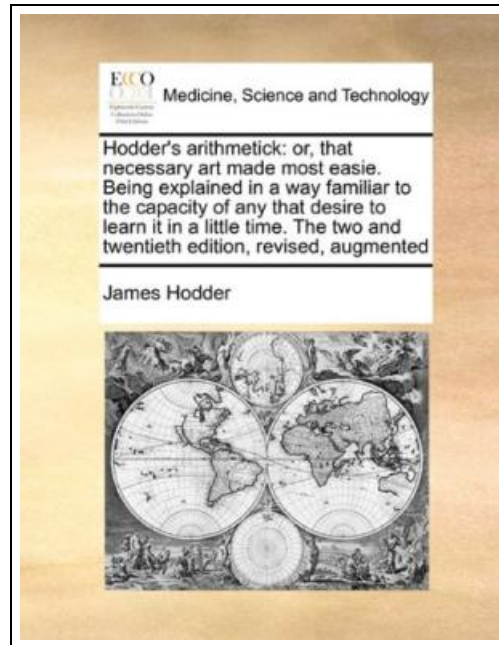 ECCO
Medicine, Science and Technology
Hodder's arithmetick: or, that
necessary art made most easie.
Being explained in a way familiar to
the capacity of any that desire to
learn it in a little time. The two and
twentieth edition, revised, augmented
James Hodder